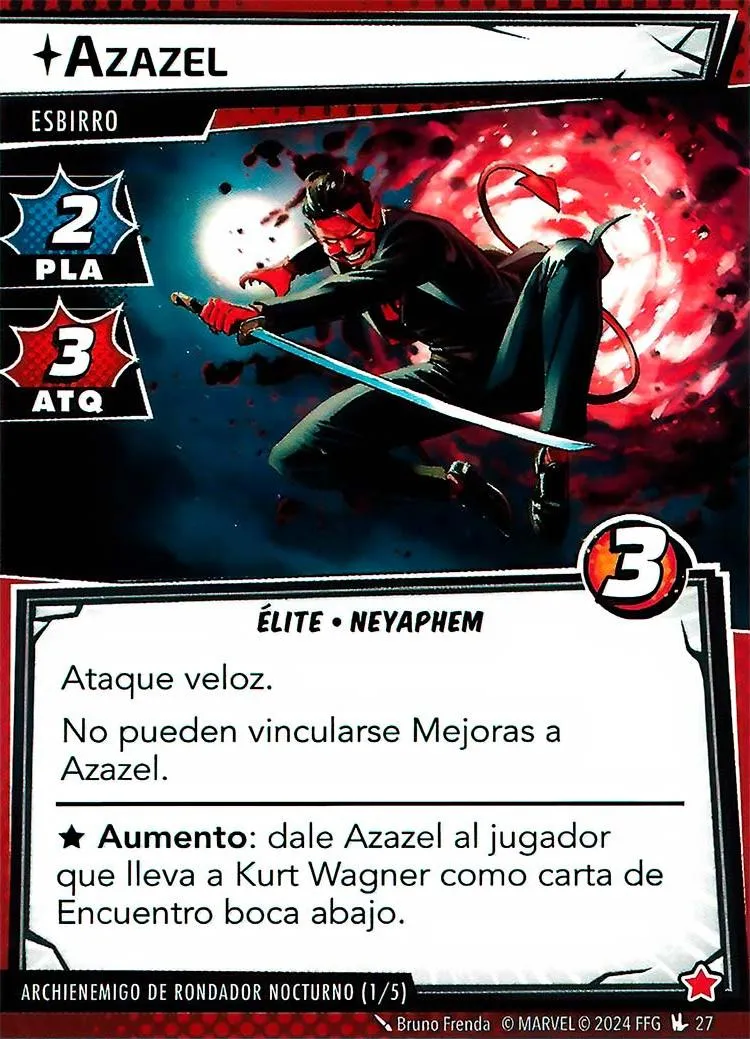 AZAZEL
ESBIRRO
2
PLA
3
ATQ
3
ÉLITE • NEYAPHEM
Ataque veloz.
No pueden vincularse Mejoras a
Azazel.
★ Aumento: dale Azazel al jugador
que lleva a Kurt Wagner como carta de
Encuentro boca abajo.
ARCHIENEMIGO DE RONDADOR NOCTURNO (1/5)
Bruno Frenda © MARVEL © 2024 FFG 27